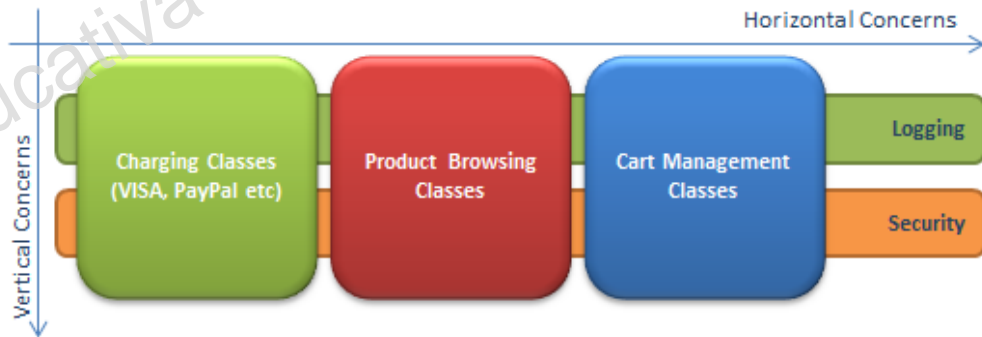 Horizontal Concerns
Vertical Concerns
Logging
Charging Classes
(VISA, PayPal etc)
Product Browsing
Classes
Cart Management
Classes
Security